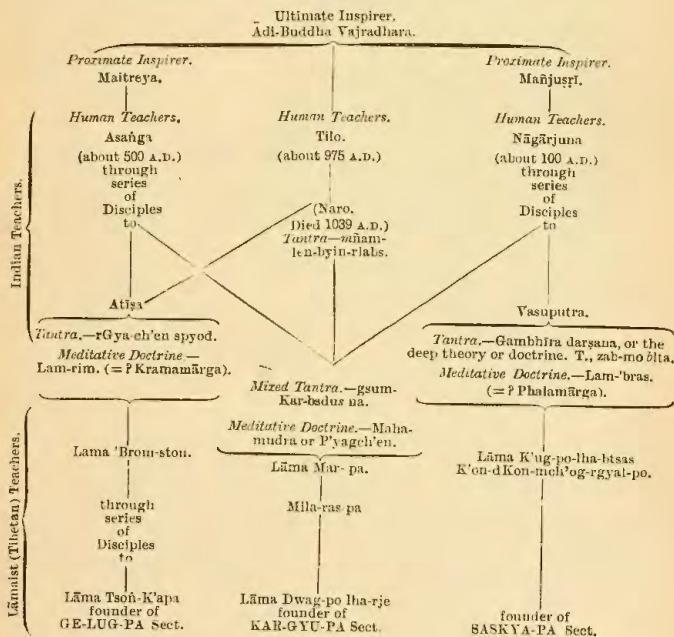 Ultimate Inspirer.
Ādi-Buddha Vajradhara.
Proximate Inspirer.
Maitreya.
Proximate Inspirer.
Mañjuṣrī.
Human Teachers.
Asaṅga
(about 500 A.D.)
through
series
of
Disciples
to
Human Teachers.
Tilo.
(about 975 A.D.)
(Naro.
Died 1039 A.D.)
Tantra—mñam-
len-byin-rlabs.
Human Teachers.
Nāgārjuna
(about 100 A.D.)
through
series
of
Disciples
to
Indian Teachers.
Atīṣa
Tantra.—rGya-ch'en spyod.
Meditative Doctrine.—
Lam-rim. (= ? Kramamārga).
Vasuputra.
Tantra.—Gambhīra darṣana, or the
deep theory or doctrine. T., zab-mo blta.
Meditative Doctrine.—Lam-'bras.
(= ? Phalamārga).
Mixed Tantra.—gsum-
Kar-bsdus na.
Meditative Doctrine.—Maha-
mudra or P'yagch'en.
Lāmaist (Tibetan) Teachers.
Lama 'Brom-ston.
through
series
of
Disciples
to
Lāma Tsoṅ-K'apa
founder of
GE-LUG-PA Sect.
Lāma Mar-pa.
Mila-ras pa
Lāma Dwag-po lha-rje
founder of
KAR-GYU-PA Sect.
Lāma K'ug-po-lha-btsas
K'on-dKon-mch'og-rgyal-po.
founder of
SASKYA-PA Sect.